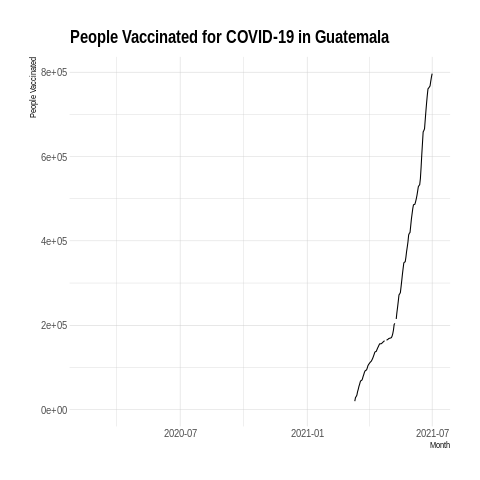 People Vaccinated for COVID-19 in Guatemala
People Vaccinated
8e+05
6e+05
4e+05
2e+05
0e+00
2020-07
2021-01
2021-07
Month